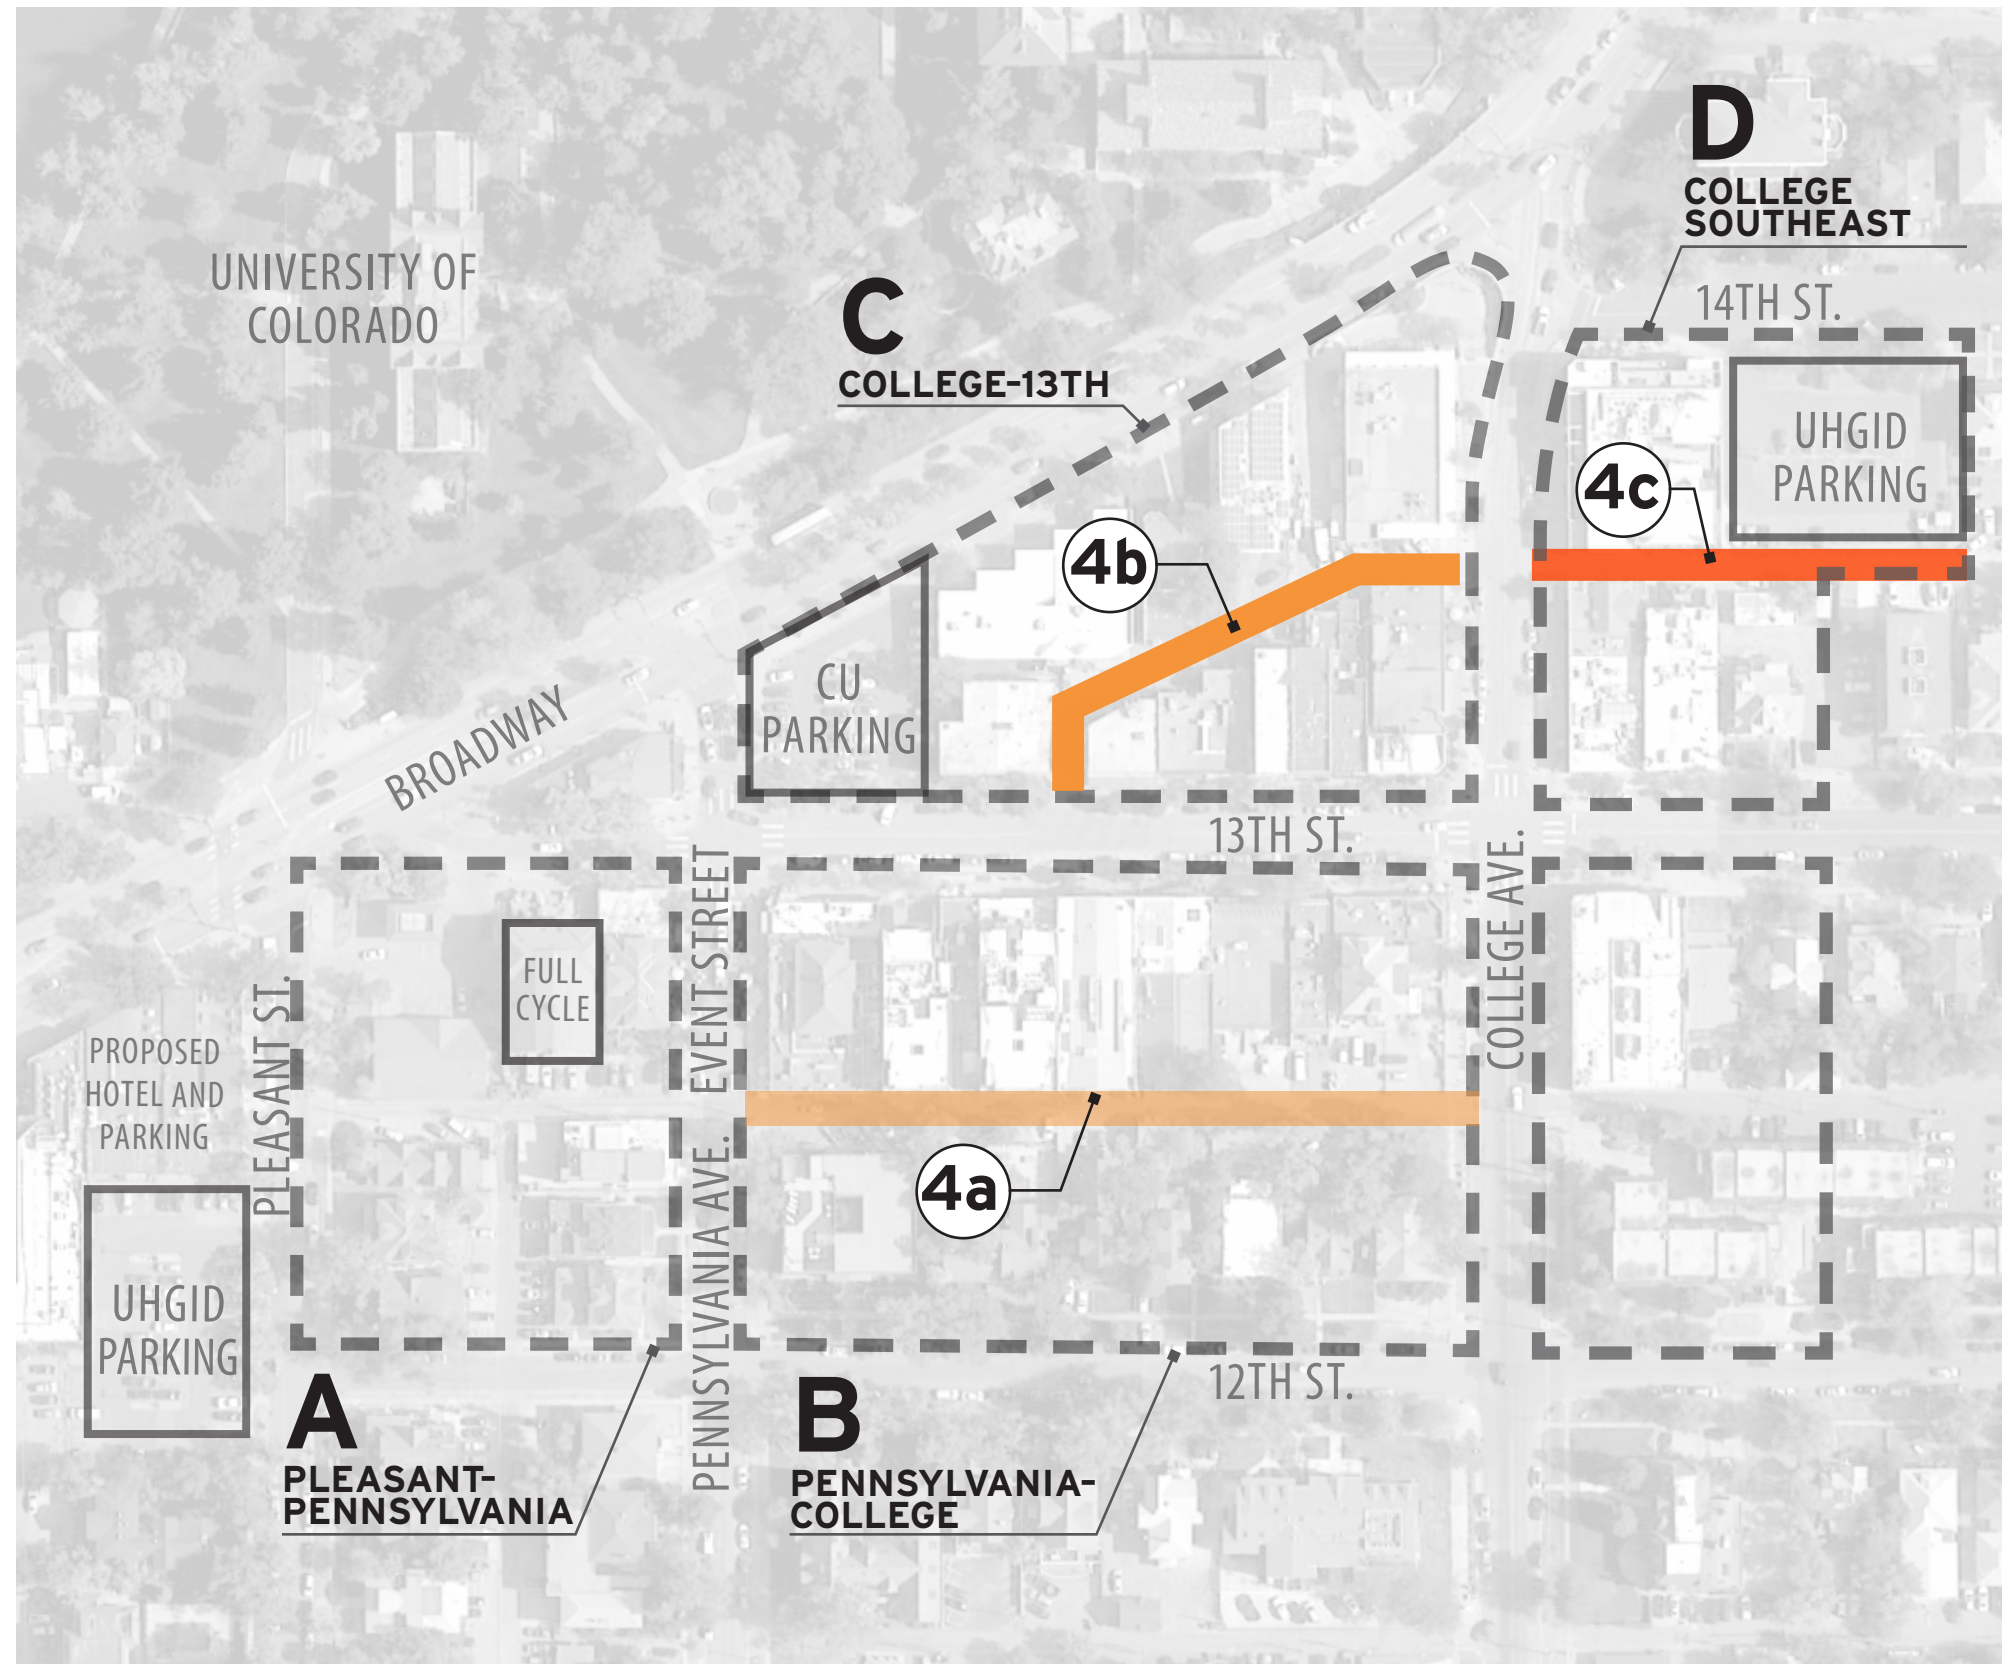 D
COLLEGE
SOUTHEAST
UNIVERSITY OF
COLORADO
C
COLLEGE-13TH
14TH ST.
UHGID
PARKING
4c
4b
CU
PARKING
BROADWAY
13TH ST.
EVENT STREET
COLLEGE AVE.
FULL
CYCLE
PLEASANT ST.
PROPOSED
HOTEL AND
PARKING
4a
PENNSYLVANIA AVE.
UHGID
PARKING
12TH ST.
A
PLEASANT-
PENNSYLVANIA
B
PENNSYLVANIA-
COLLEGE